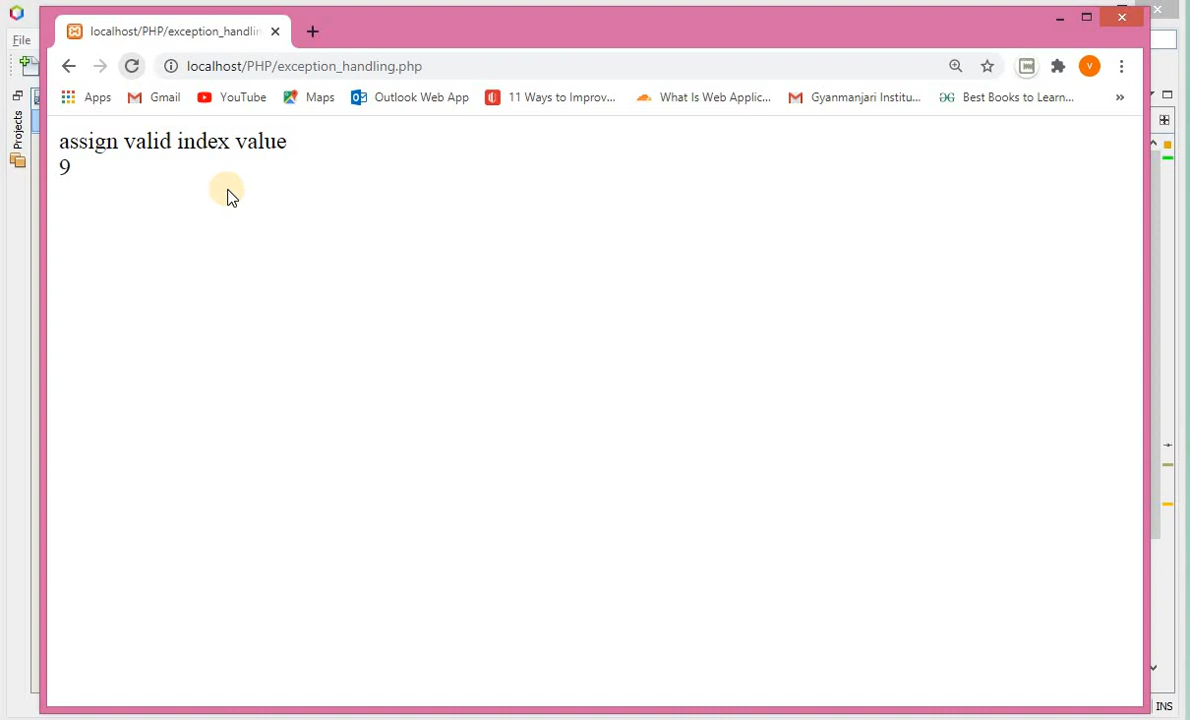 File
localhost/PHP/exception_handlin
localhost/PHP/exception_handling.php
V
Apps
Gmail
YouTube
Maps
Outlook Web App
11 Ways to Improv...
What Is Web Applic...
Gyanmanjari Institu...
Best Books to Learn...
»
Projects
assign valid index value
9
INS